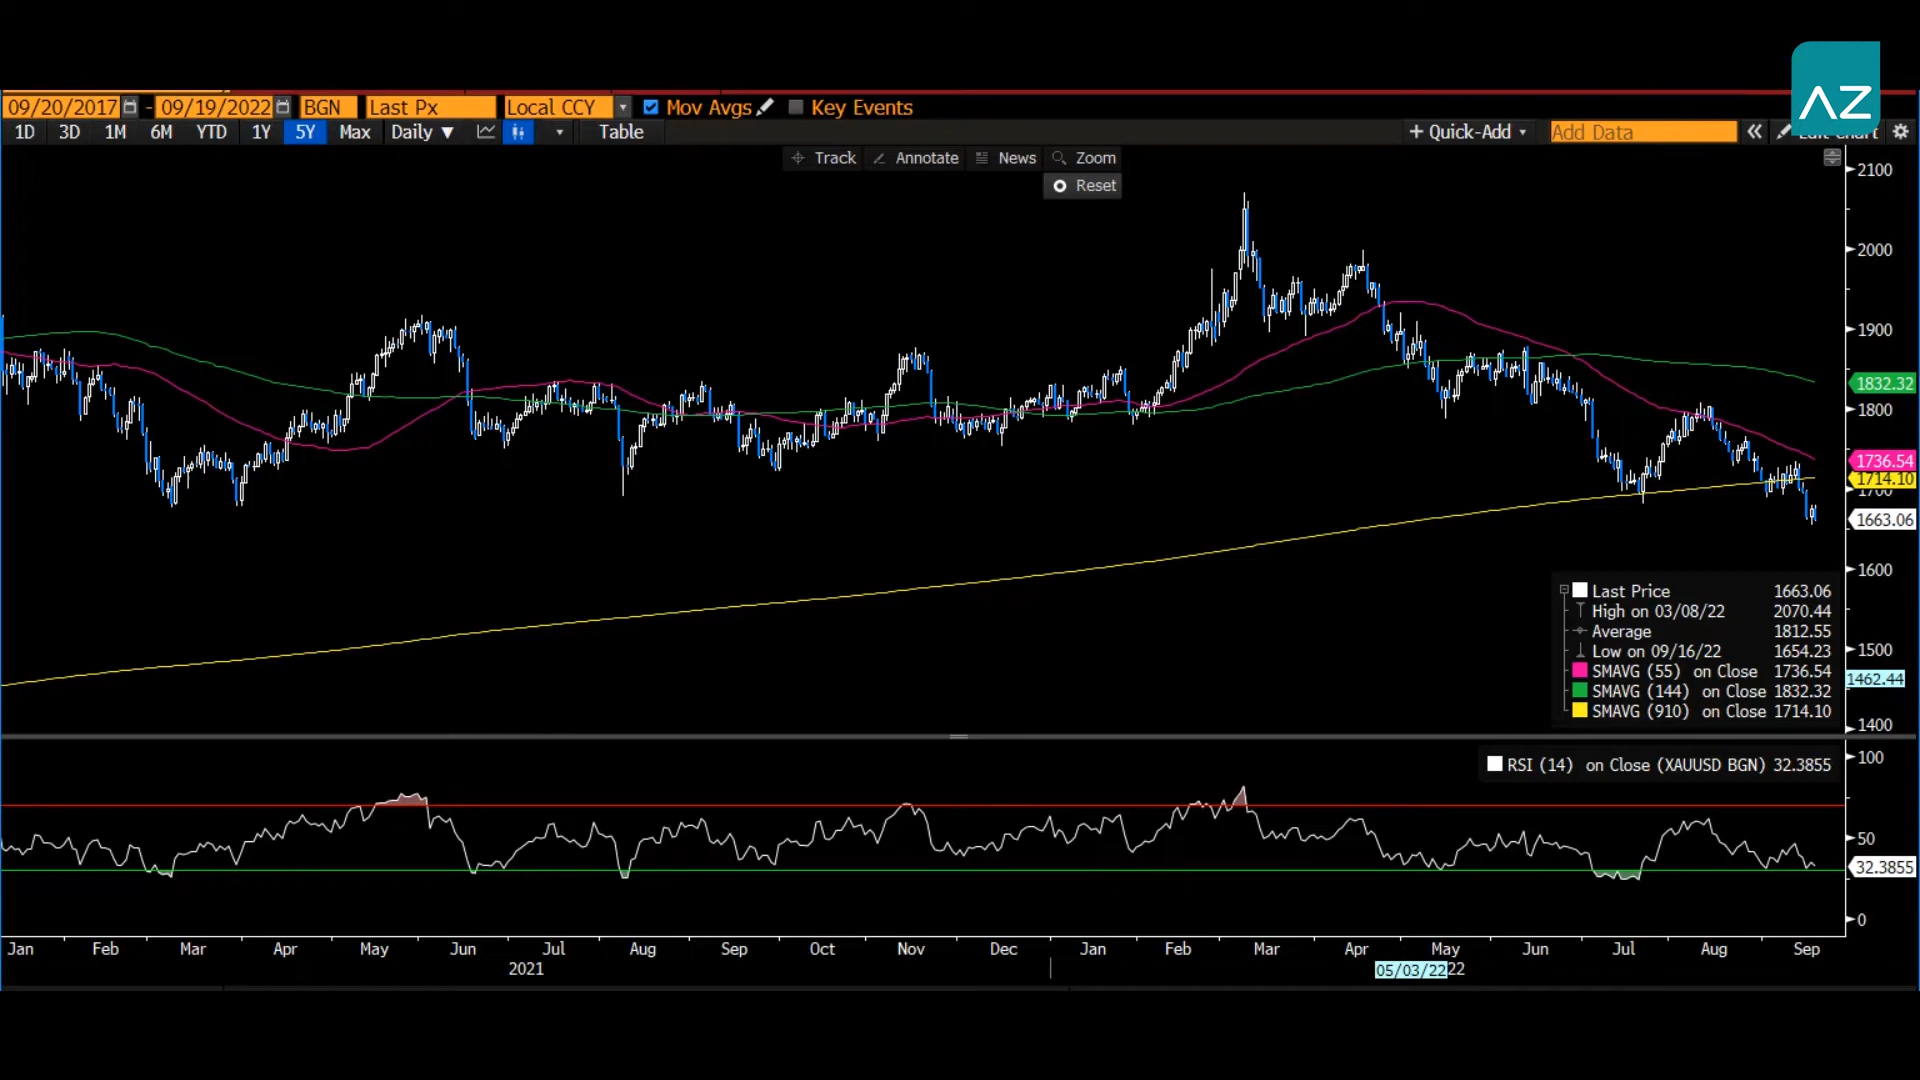 AZ
09/20/2017 - 09/19/2022 BGN Last Px Local CCY Mov Avgs Key Events
1D 3D 1M 6M YTD 1Y 5Y Max Daily ▼ Table + Quick-Add Add Data « Edit Chart
Track Annotate News Zoom
Reset
2100
2000
1900
1832.32
1800
1736.54
1714.10
1700
1663.06
1600
1500
1462.44
1400
Last Price 1663.06
High on 03/08/22 2070.44
Average 1812.55
Low on 09/16/22 1654.23
SMAVG (55) on Close 1736.54
SMAVG (144) on Close 1832.32
SMAVG (910) on Close 1714.10
100
RSI (14) on Close (XAUUSD BGN) 32.3855
50
32.3855
0
Jan Feb Mar Apr May Jun Jul Aug Sep Oct Nov Dec Jan Feb Mar Apr May Jun Jul Aug Sep
2021 05/03/22 22